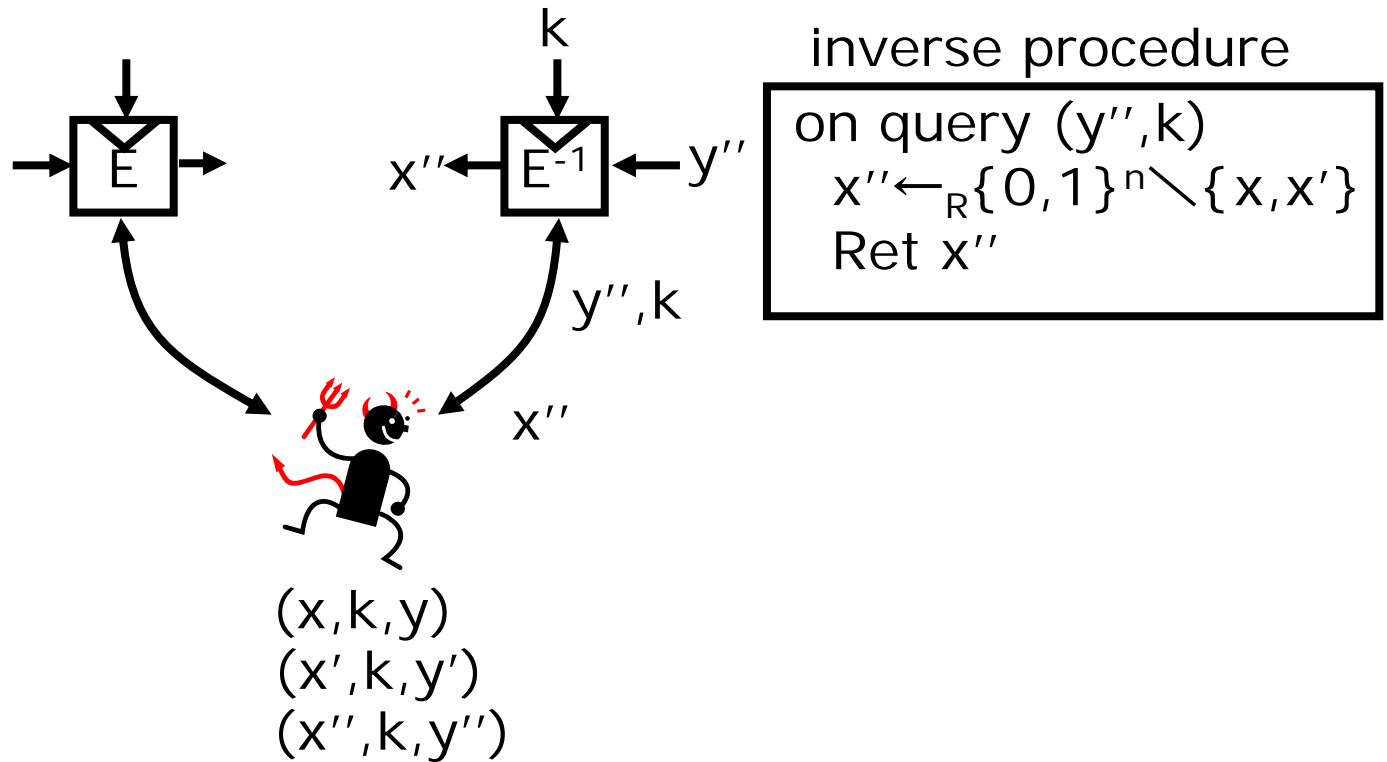 k
inverse procedure
E
x''
E⁻¹
y''
on query (y'',k)
x''←R{0,1}ⁿ∖{x,x'}
Ret x''
y'',k
x''
(x,k,y)
(x',k,y')
(x'',k,y'')